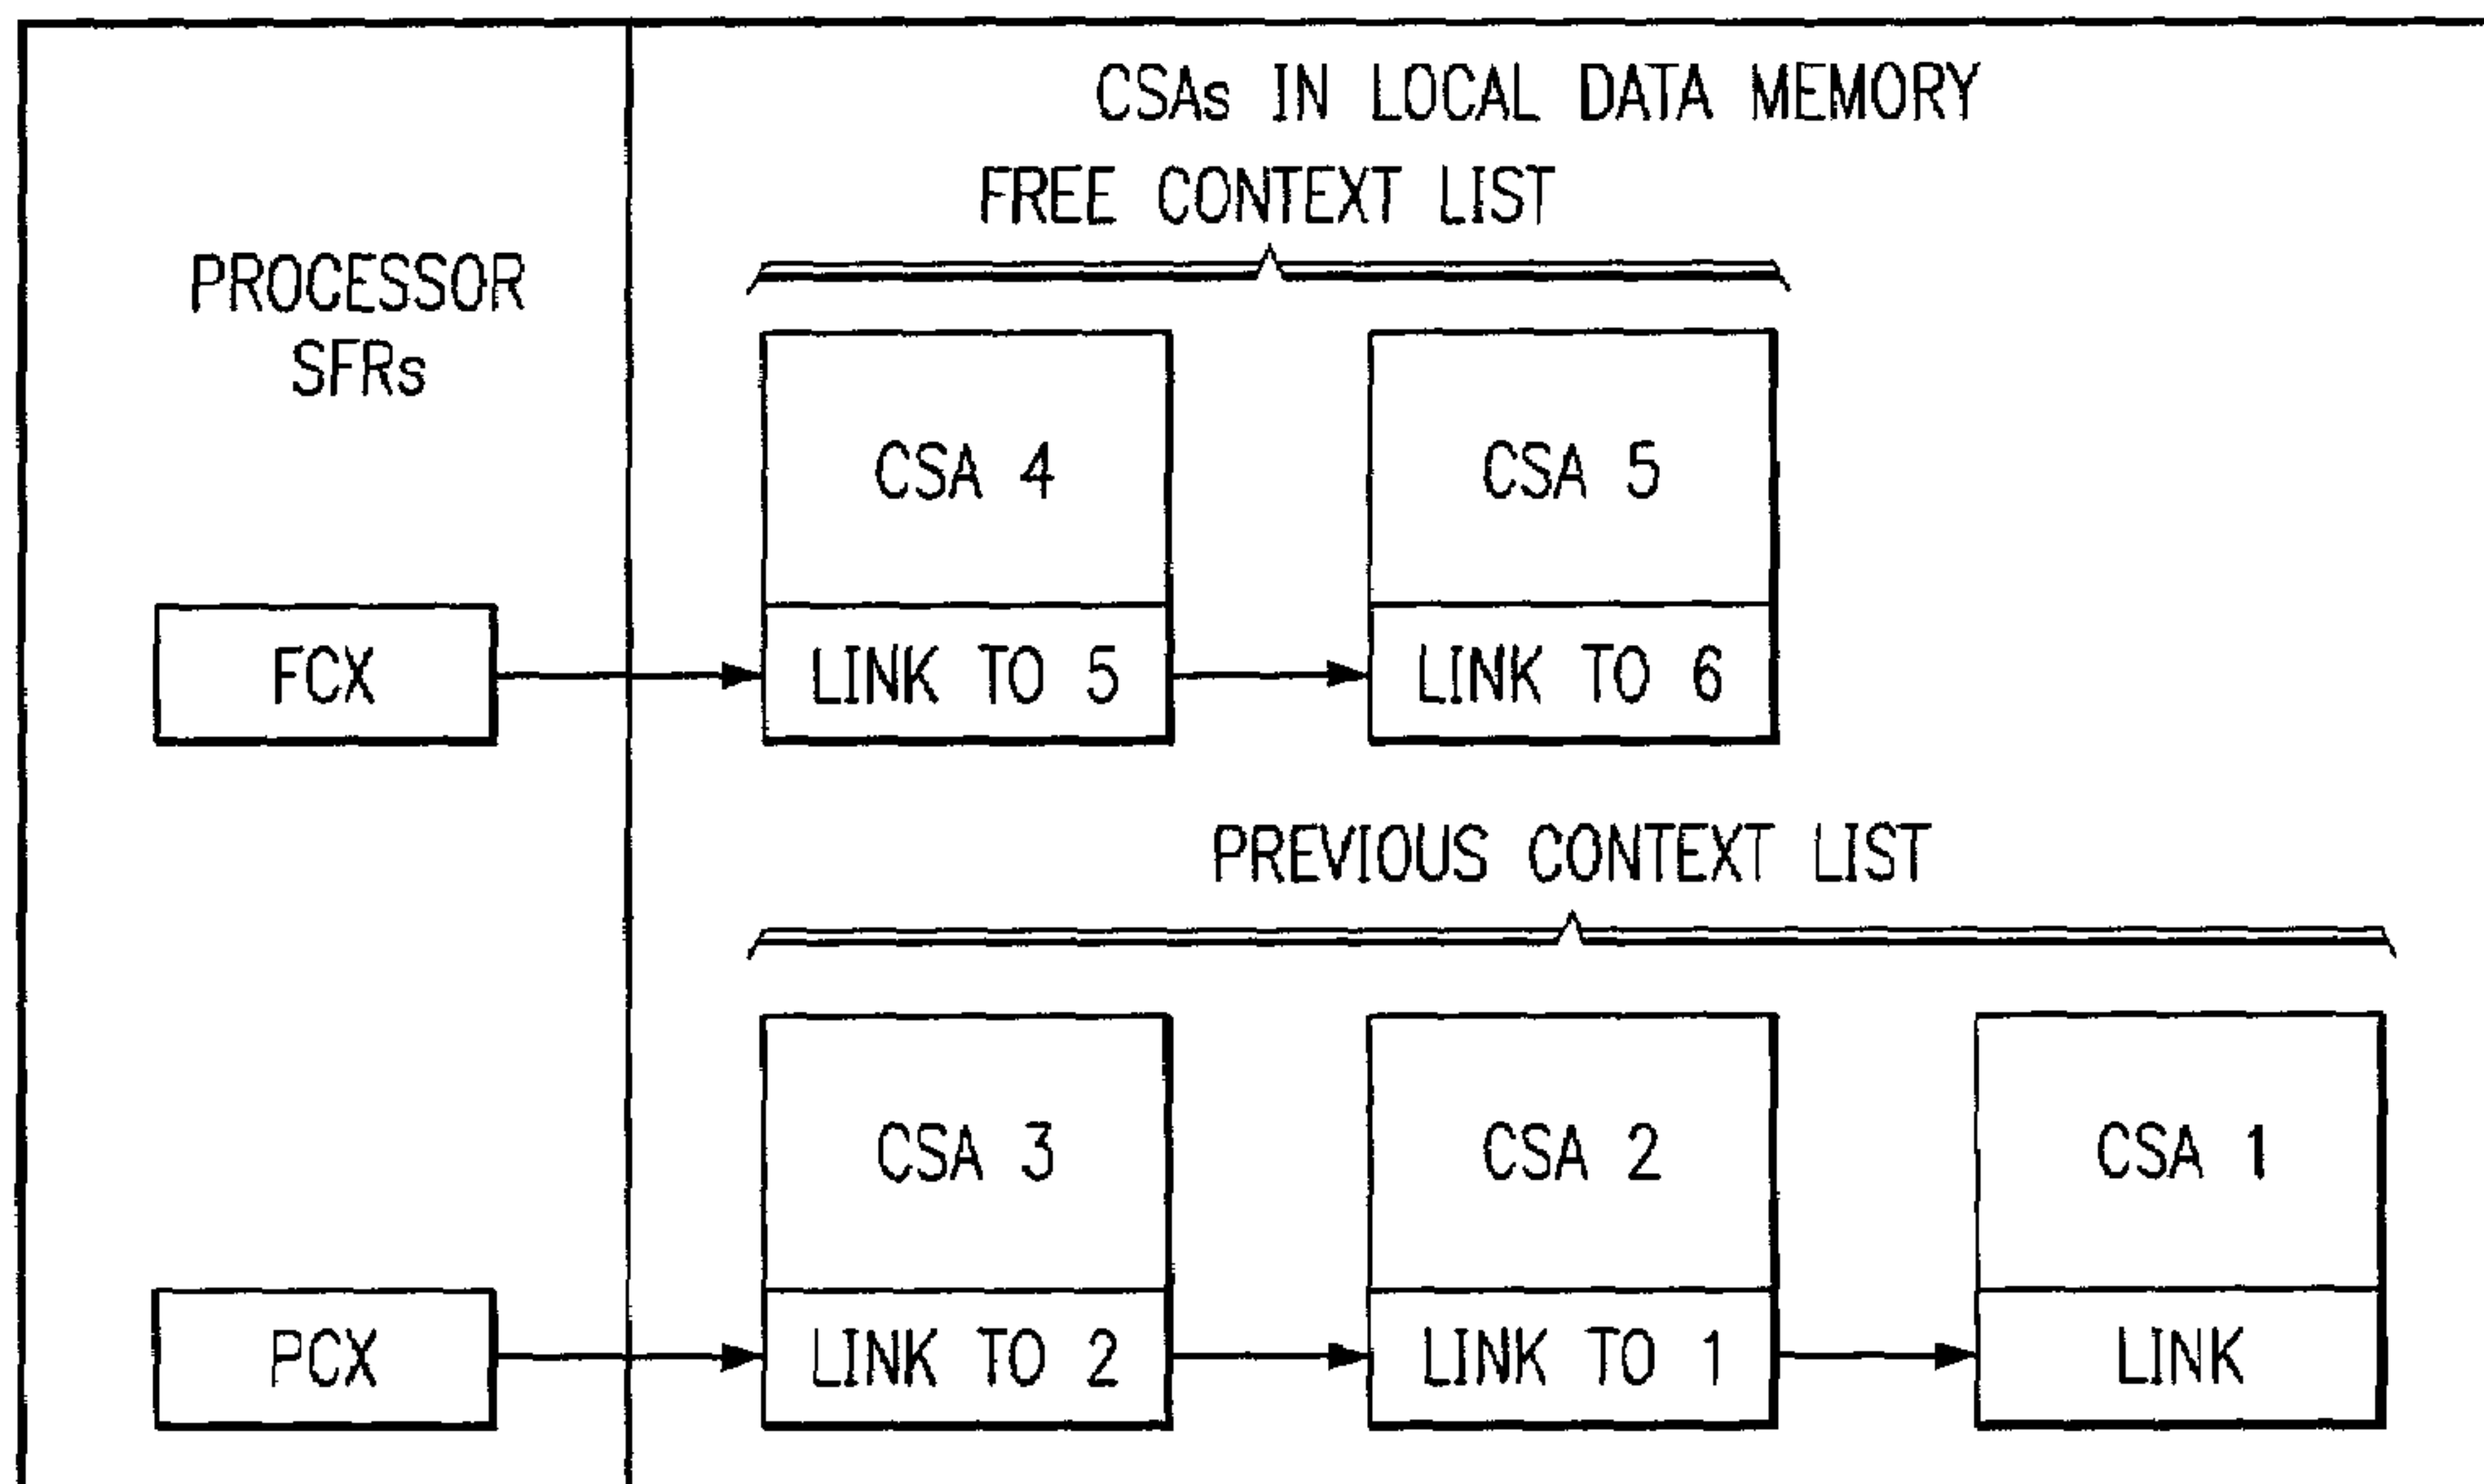 CSAs IN LOCAL DATA MEMORY
FREE CONTEXT LIST
PROCESSOR
SFRs
CSA 4
CSA 5
FCX
LINK TO 5
LINK TO 6
PREVIOUS CONTEXT LIST
CSA 3
CSA 2
CSA 1
PCX
LINK TO 2
LINK TO 1
LINK